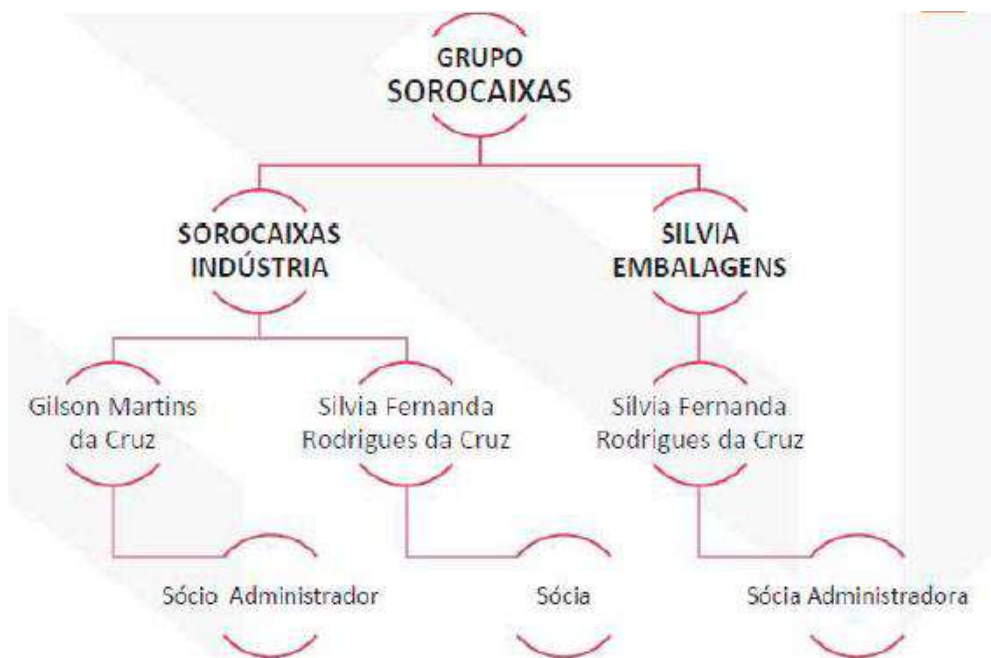 GRUPO
SOROCAIXAS
SOROCAIXAS
INDÚSTRIA
SILVIA
EMBALAGENS
Gilson Martins
da Cruz
Silvia Fernanda
Rodrigues da Cruz
Silvia Fernanda
Rodrigues da Cruz
Sócio Administrador
Sócia
Sócia Administradora